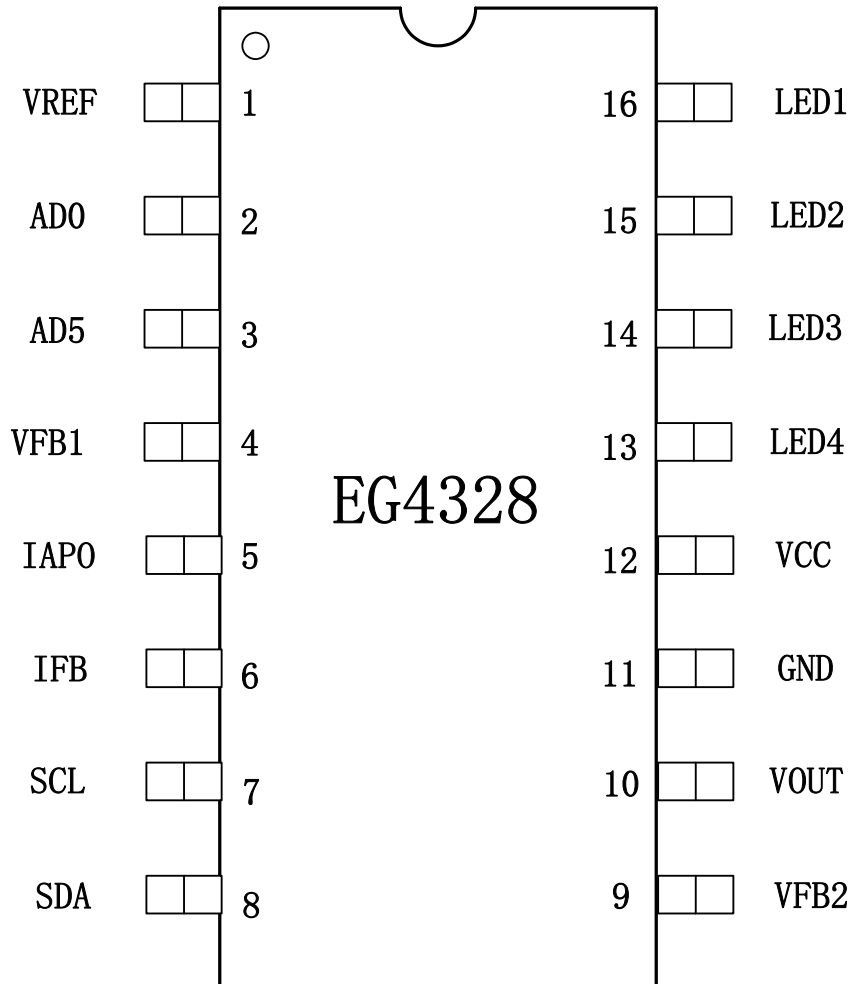 VREF 1 16 LED1
AD0 2 15 LED2
AD5 3 14 LED3
VFB1 4 13 LED4
EG4328
IAPO 5 12 VCC
IFB 6 11 GND
SCL 7 10 VOUT
SDA 8 9 VFB2